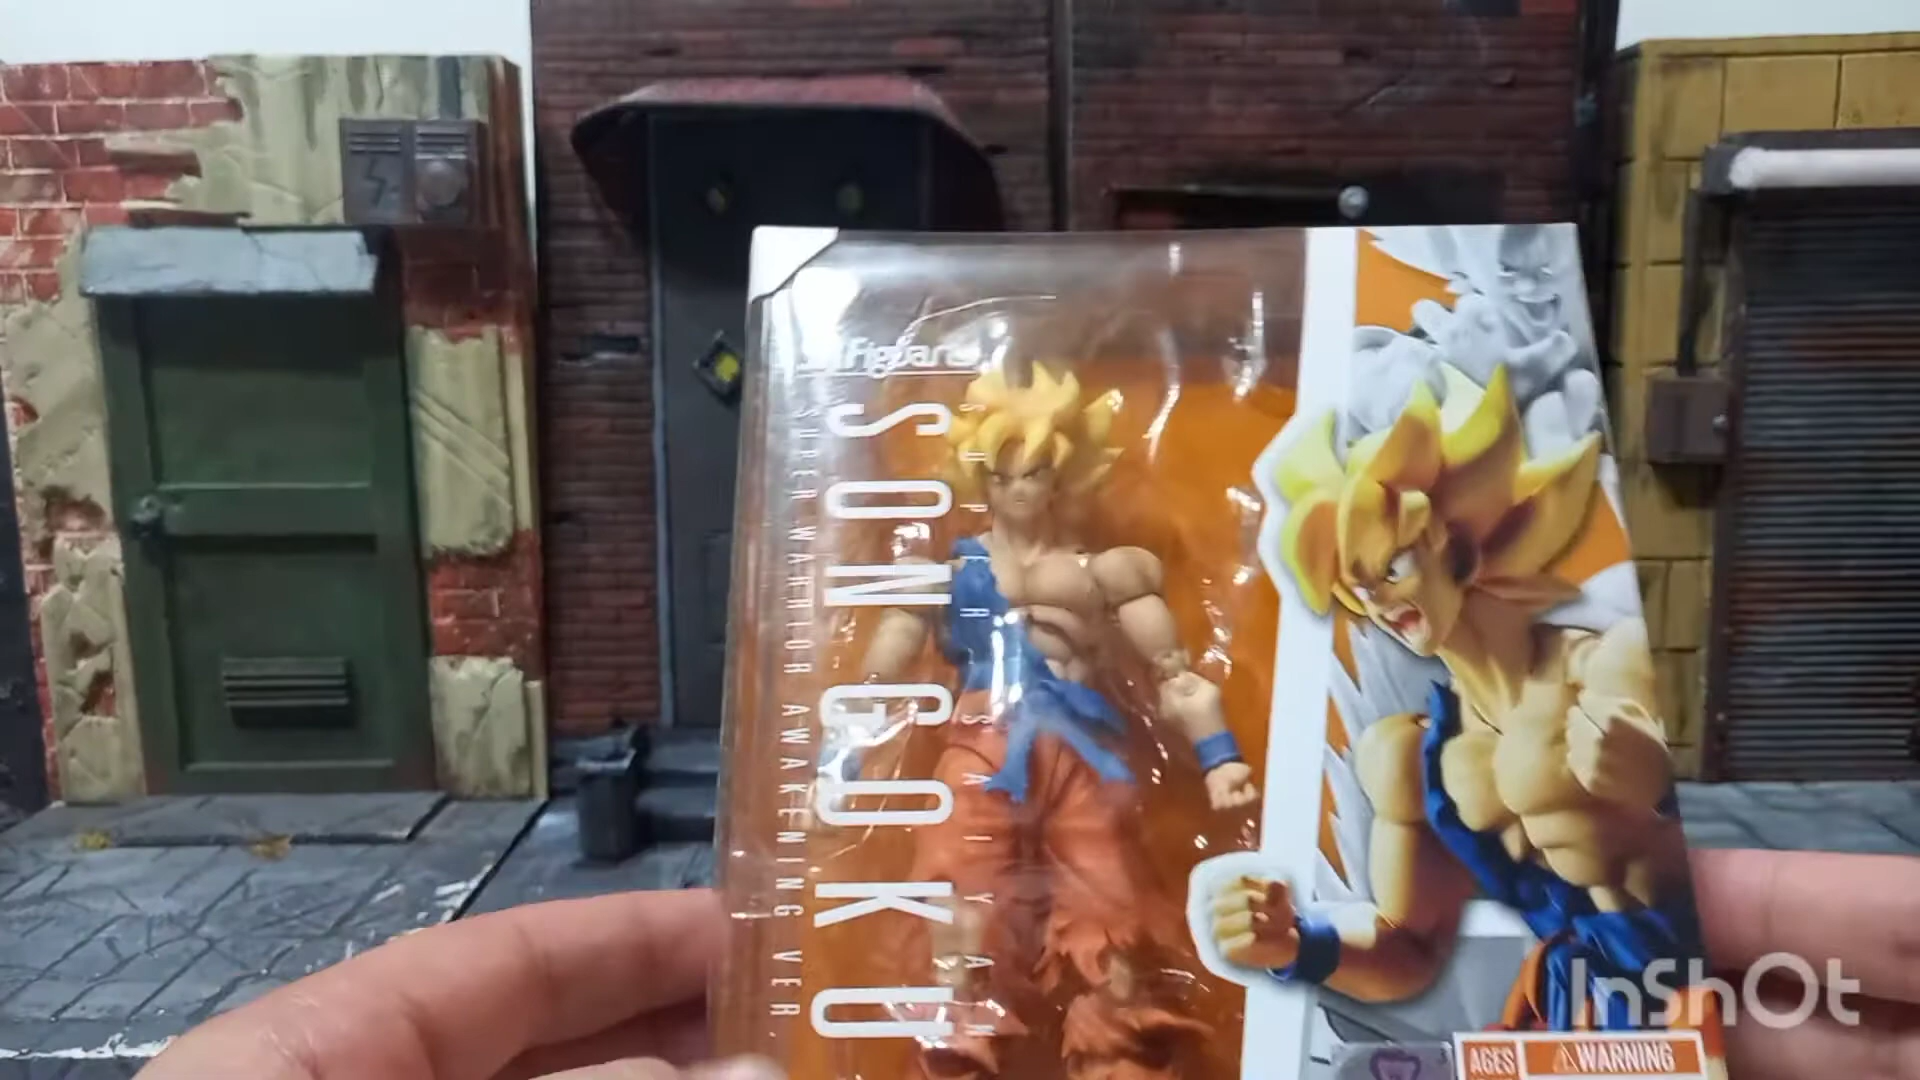 Figuarts
SUPER SAIYAN
SON GOKU
SUPER WARRIOR AWAKENING VER.
AGES
⚠WARNING
InShOt